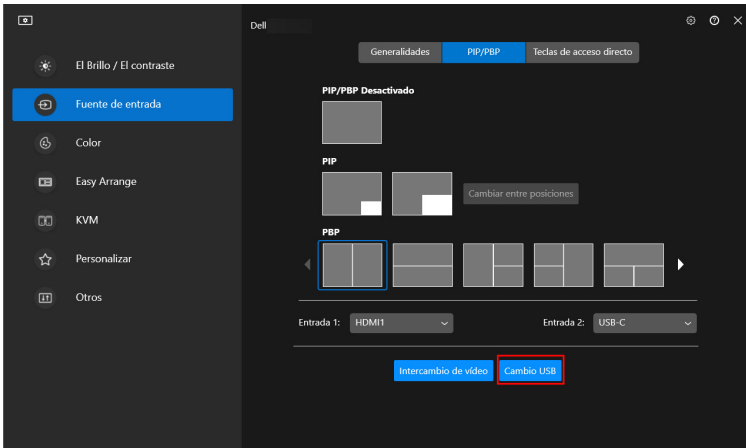 Dell
Generalidades
PIP/PBP
Teclas de acceso directo
El Brillo / El contraste
Fuente de entrada
Color
Easy Arrange
KVM
Personalizar
Otros
PIP/PBP Desactivado
PIP
Cambiar entre posiciones
PBP
Entrada 1: HDMI1
Entrada 2: USB-C
Intercambio de vídeo
Cambio USB